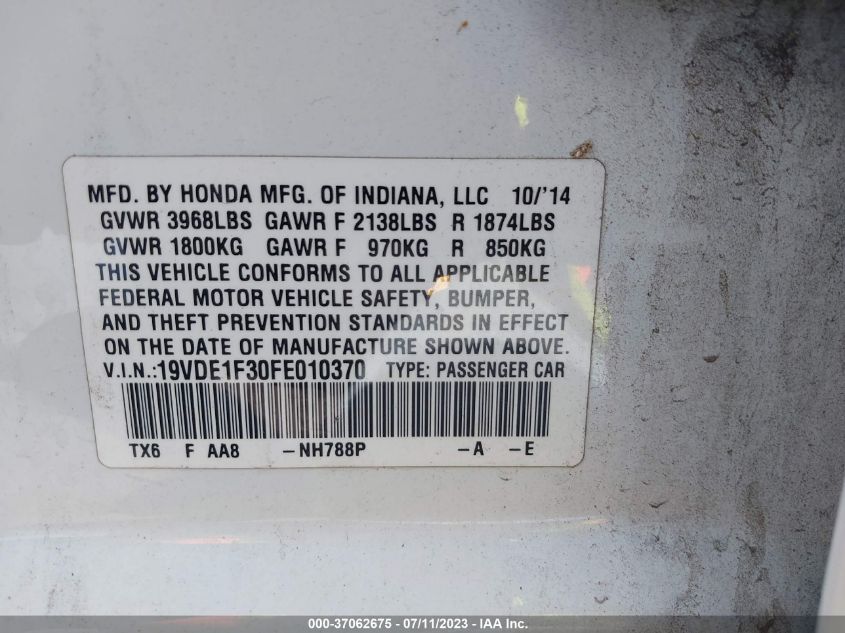 MFD. BY HONDA MFG. OF INDIANA, LLC 10/'14
GVWR 3968LBS GAWR F 2138LBS R 1874LBS
GVWR 1800KG GAWR F 970KG R 850KG
THIS VEHICLE CONFORMS TO ALL APPLICABLE
FEDERAL MOTOR VEHICLE SAFETY, BUMPER,
AND THEFT PREVENTION STANDARDS IN EFFECT
ON THE DATE OF MANUFACTURE SHOWN ABOVE.
V.I.N.:19VDE1F30FE010370 TYPE: PASSENGER CAR
TX6 F AA8 -NH788P -A -E
000-37062675 - 07/11/2023 - IAA Inc.